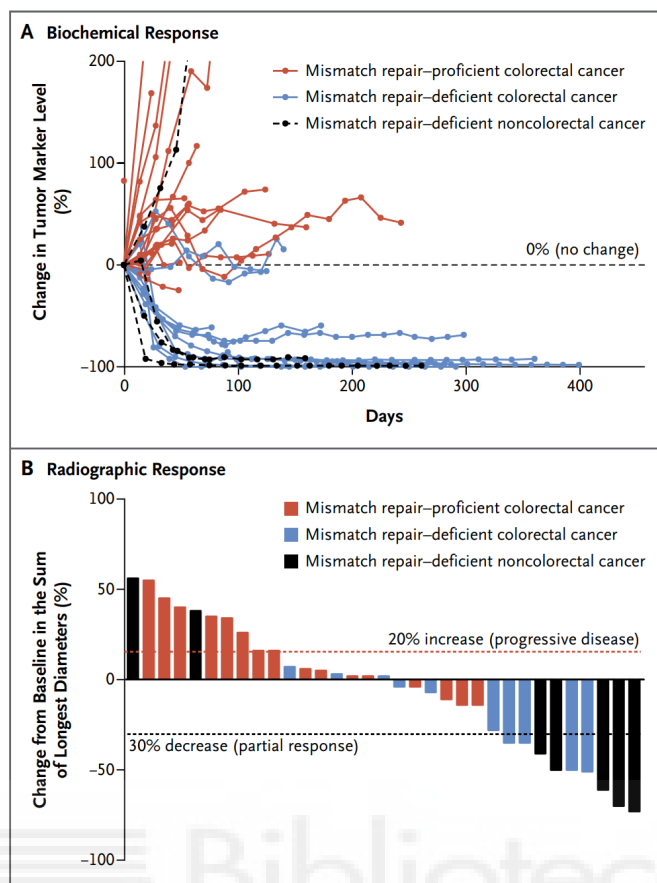 A Biochemical Response
200
100
0
–100
Change in Tumor Marker Level
(%)
Mismatch repair–proficient colorectal cancer
Mismatch repair–deficient colorectal cancer
Mismatch repair–deficient noncolorectal cancer
0% (no change)
0
100
200
300
400
Days
B Radiographic Response
100
50
0
–50
–100
Change from Baseline in the Sum
of Longest Diameters (%)
Mismatch repair–proficient colorectal cancer
Mismatch repair–deficient colorectal cancer
Mismatch repair–deficient noncolorectal cancer
20% increase (progressive disease)
30% decrease (partial response)
Bibliotec